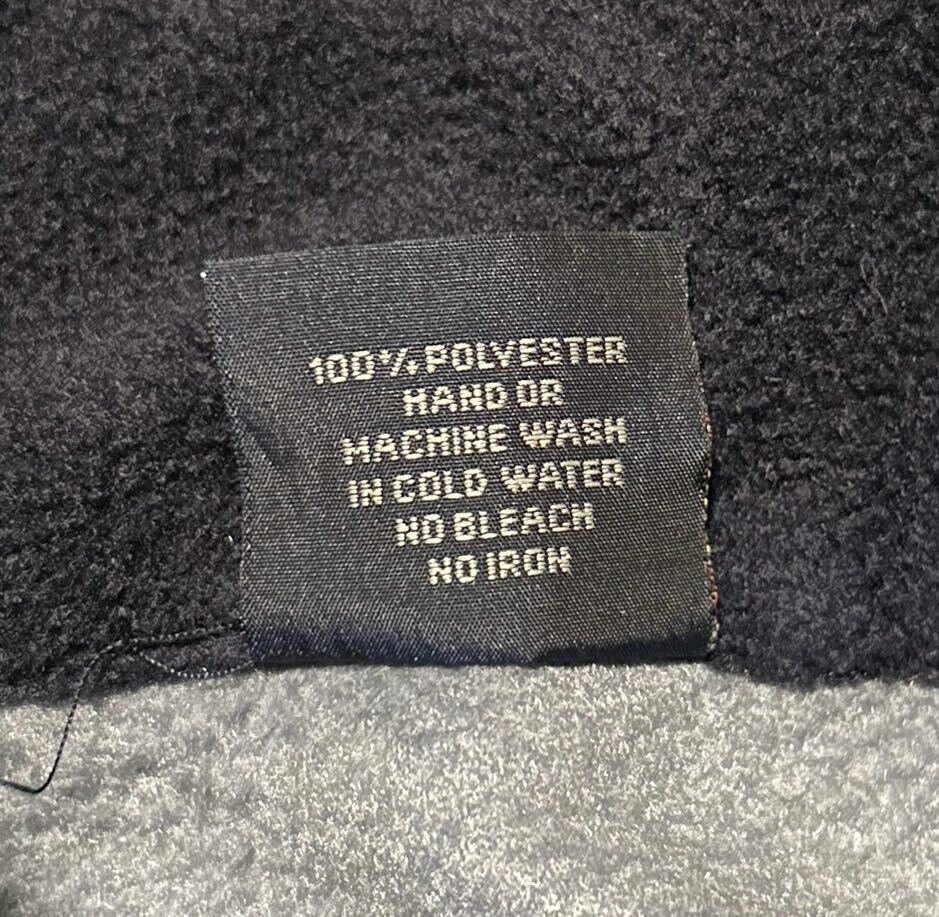 100% POLYESTER
HAND OR
MACHINE WASH
IN COLD WATER
NO BLEACH
NO IRON